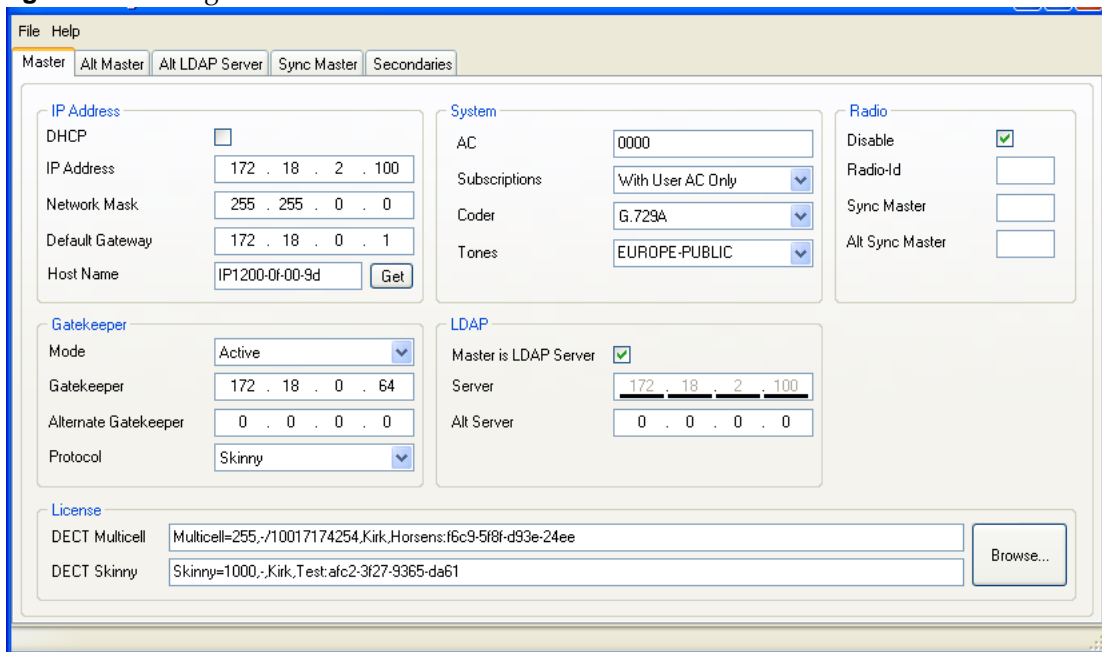 File Help
Master Alt Master Alt LDAP Server Sync Master Secondaries
IP Address
DHCP
IP Address 172 . 18 . 2 . 100
Network Mask 255 . 255 . 0 . 0
Default Gateway 172 . 18 . 0 . 1
Host Name IP1200-0f-00-9d Get
System
AC 0000
Subscriptions With User AC Only
Coder G.729A
Tones EUROPE-PUBLIC
Radio
Disable
Radio-Id
Sync Master
Alt Sync Master
Gatekeeper
Mode Active
Gatekeeper 172 . 18 . 0 . 64
Alternate Gatekeeper 0 . 0 . 0 . 0
Protocol Skinny
LDAP
Master is LDAP Server
Server 172 . 18 . 2 . 100
Alt Server 0 . 0 . 0 . 0
License
DECT Multicell Multicell=255,-/10017174254,Kirk,Horsens:f6c9-5f8f-d93e-24ee
DECT Skinny Skinny=1000,-,Kirk,Test:afc2-3f27-9365-da61
Browse...